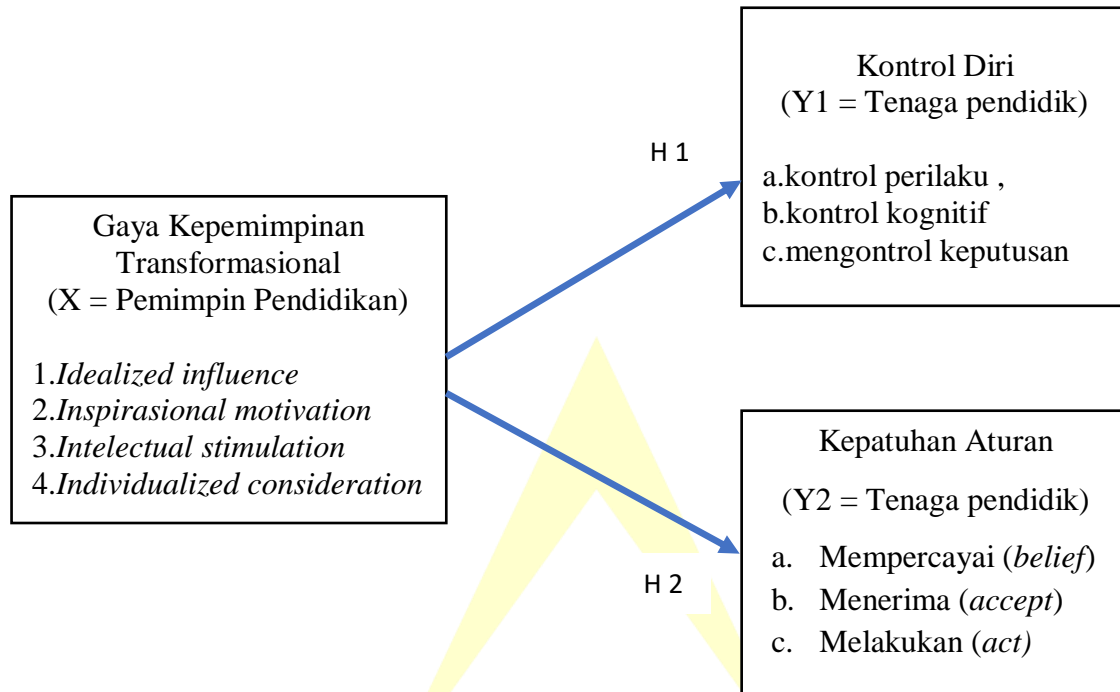 Gaya Kepemimpinan
Transformasional
(X = Pemimpin Pendidikan)
1.Idealized influence
2.Inspirasional motivation
3.Intelectual stimulation
4.Individualized consideration
H 1
Kontrol Diri
(Y1 = Tenaga pendidik)
a.kontrol perilaku ,
b.kontrol kognitif
c.mengontrol keputusan
H 2
Kepatuhan Aturan
(Y2 = Tenaga pendidik)
a. Mempercayai (belief)
b. Menerima (accept)
c. Melakukan (act)